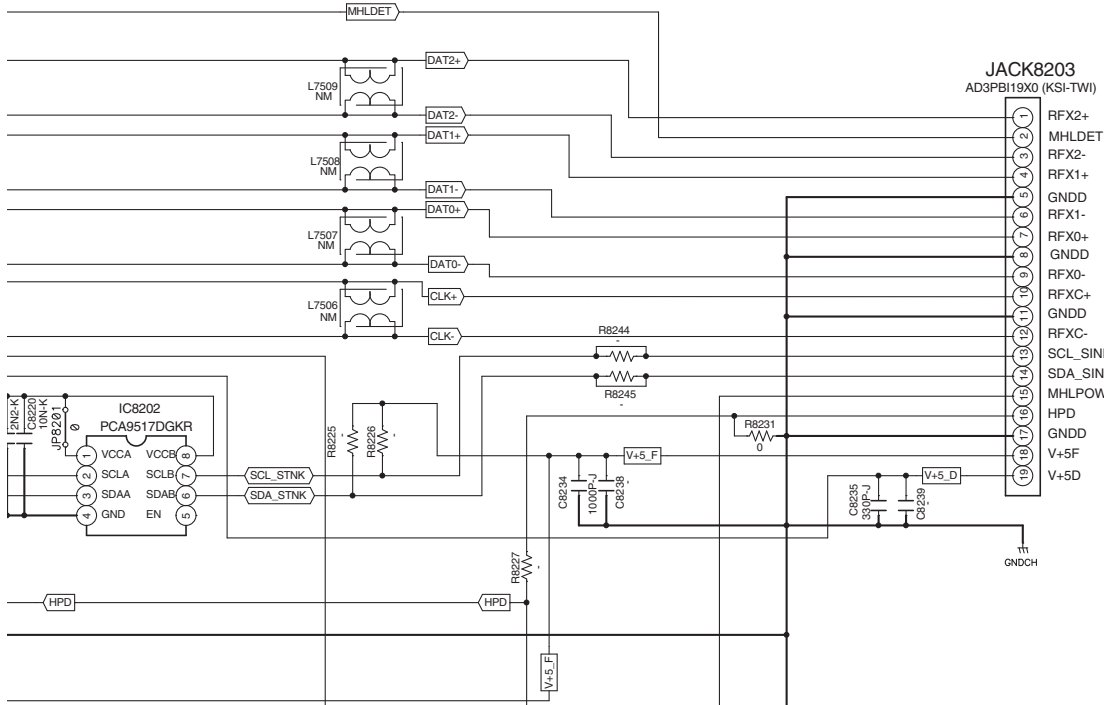 MHLDET
DAT2+
L7509
NM
DAT2-
DAT1+
L7508
NM
DAT1-
DAT0+
L7507
NM
DAT0-
CLK+
L7506
NM
CLK-
JACK8203
AD3PBI19X0 (KSI-TWI)
1 RFX2+
2 MHLDET
3 RFX2-
4 RFX1+
5 GNDD
6 RFX1-
7 RFX0+
8 GNDD
9 RFX0-
10 RFXC+
11 GNDD
12 RFXC-
13 SCL_SIN
14 SDA_SIN
15 MHLPOW
16 HPD
17 GNDD
18 V+5F
19 V+5D
R8244
-
R8245
-
2N2-K
C8220
10N-K
JP8201
0
IC8202
PCA9517DGKR
1 VCCA VCCB 8
2 SCLA SCLB 7
3 SDAA SDAB 6
4 GND EN 5
SCL_STNK
SDA_STNK
R8225
-
R8226
-
R8231
0
V+5_F
C8234
1000P-J
C8238
-
V+5_D
C8235
330P-J
C8239
-
GNDCH
R8227
-
HPD
HPD
V+5_F